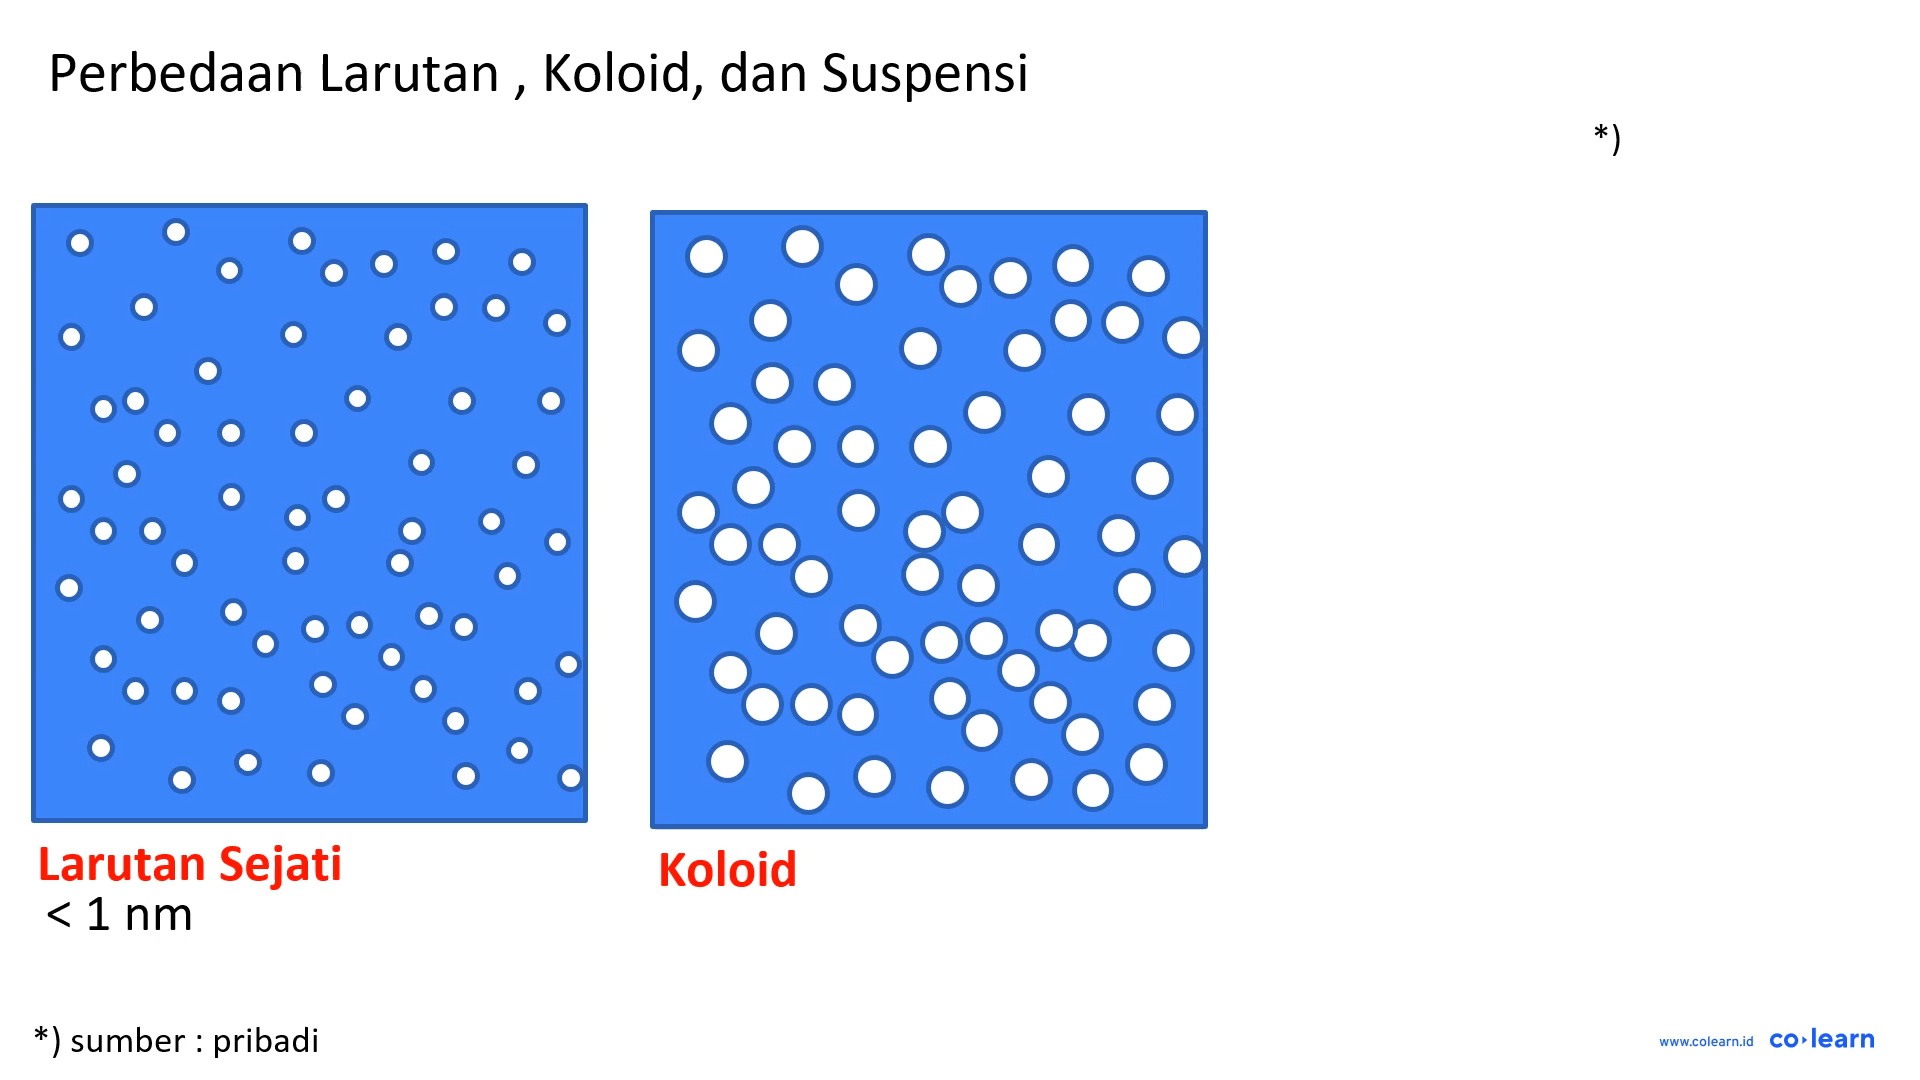 Perbedaan Larutan , Koloid, dan Suspensi
*)
Larutan Sejati
< 1 nm
Koloid
*) sumber : pribadi
www.colearn.id co learn